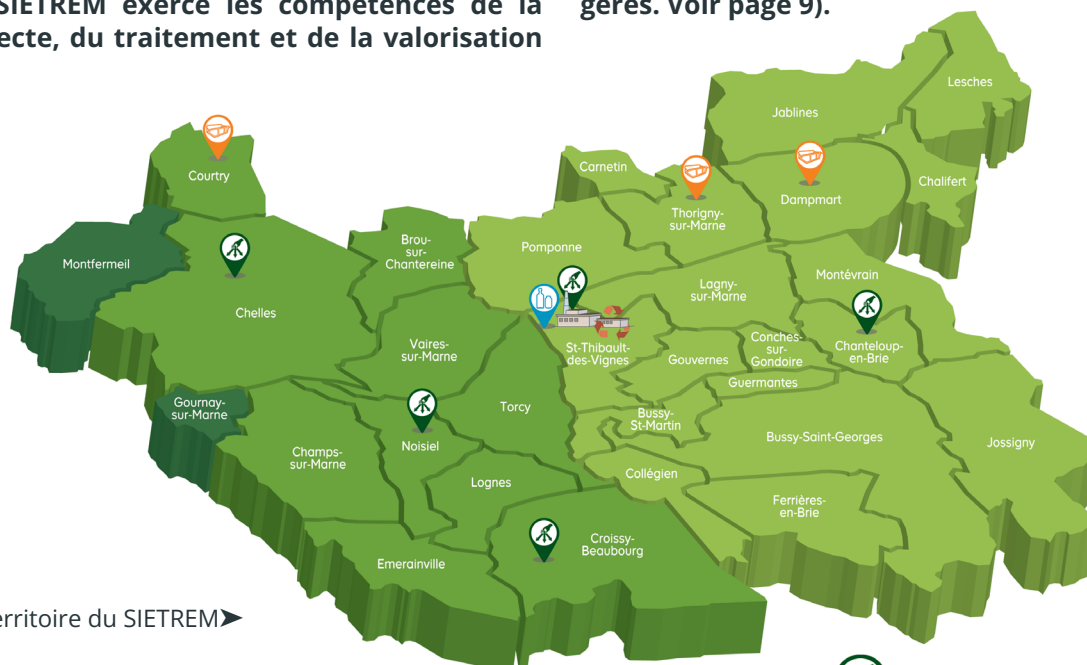 SIETREM exerce les compétences de la
ecte, du traitement et de la valorisation
gères. Voir page 9).
Lesches
Jablines
Courtry
Carnetin
Chalifert
Dampmart
Thorigny-
sur-Marne
Brou-
sur-
Chantereine
Pomponne
Montfermeil
Montévrain
Lagny-
sur-Marne
Chelles
Vaires-
sur-Marne
St-Thibault-
des-Vignes
Gouvernes
Conches-
sur-
Gondoire
Chanteloup-
en-Brie
Guermantes
Gournay-
sur-Marne
Torcy
Bussy-
St-Martin
Bussy-Saint-Georges
Jossigny
Noisiel
Champs-
sur-Marne
Collégien
Lognes
Ferrières-
en-Brie
Croissy-
Beaubourg
Emerainville
erritoire du SIETREM➤